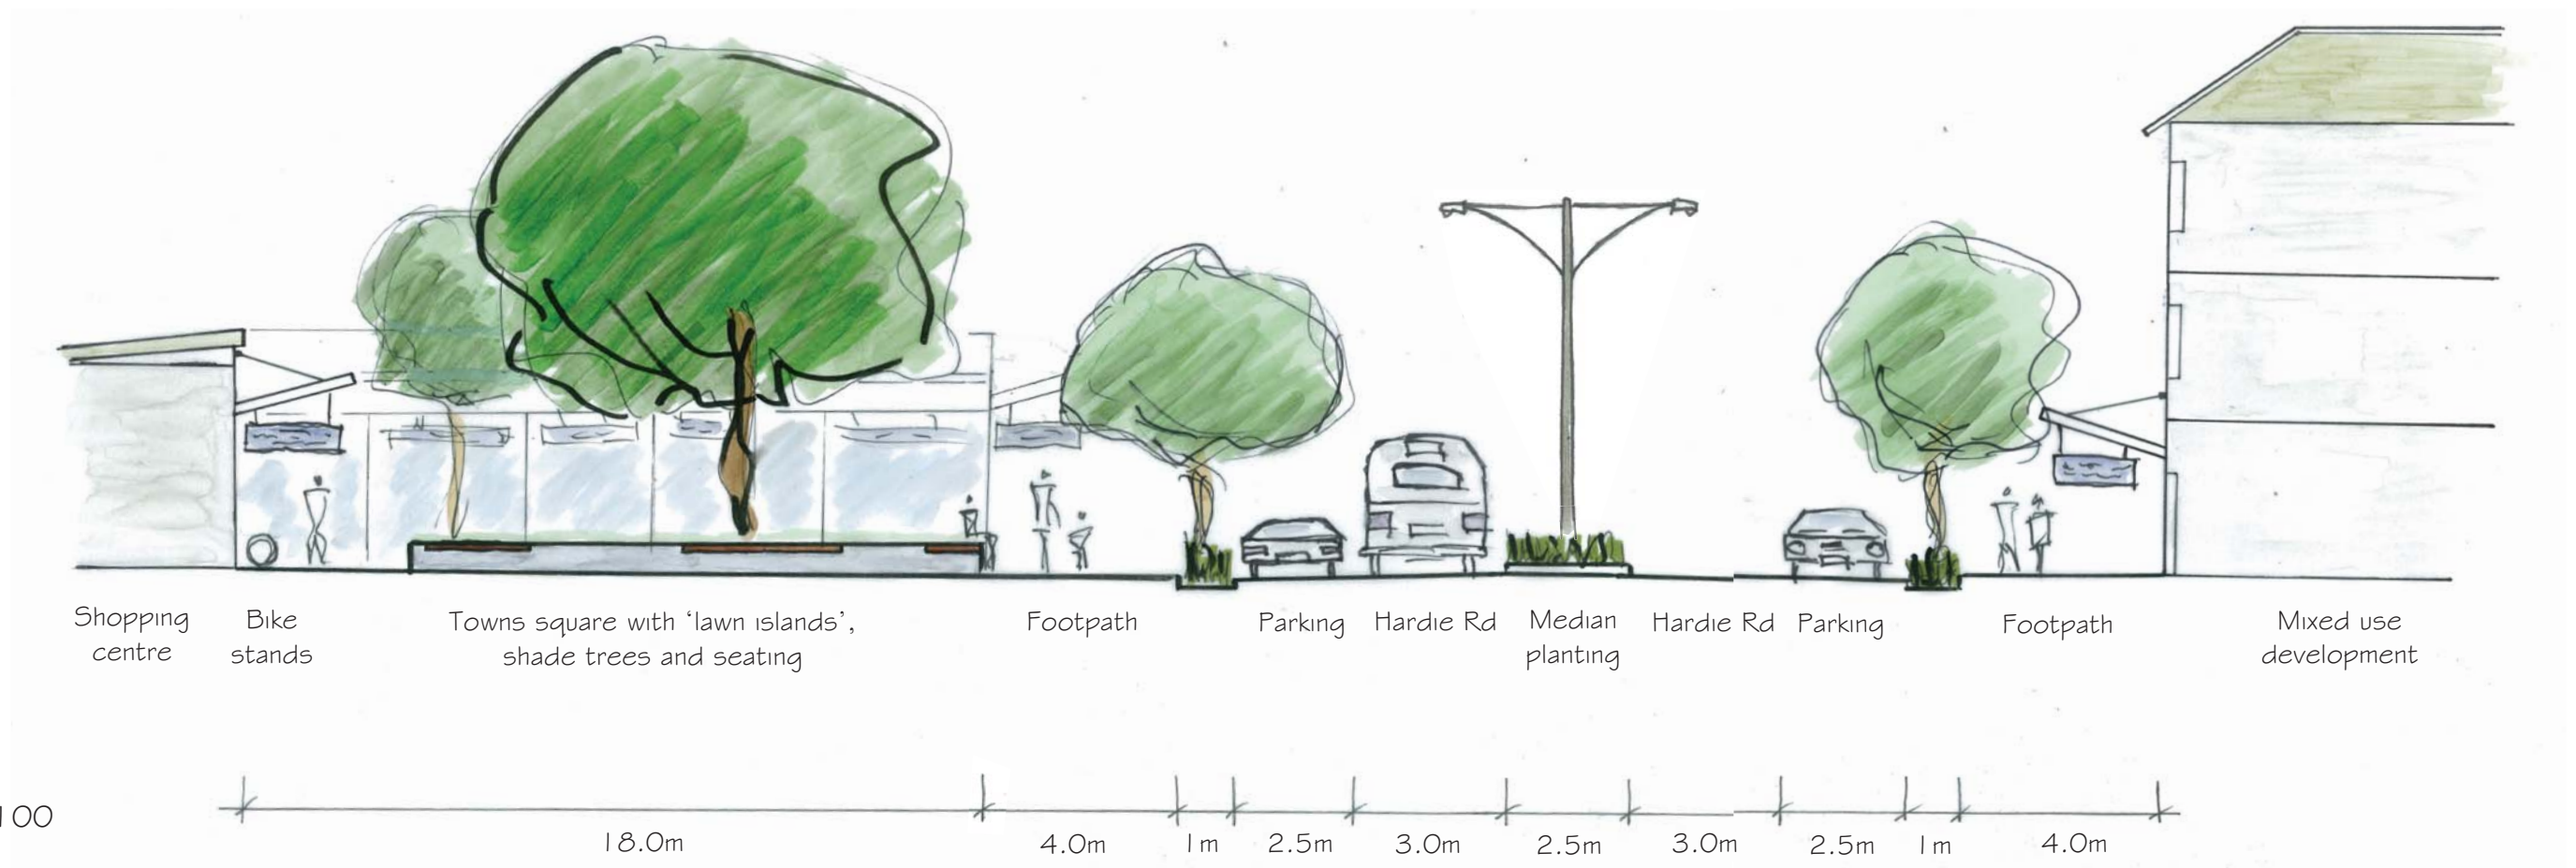 Shopping
centre
Bike
stands
Towns square with ‘lawn islands’,
shade trees and seating
Footpath
Parking
Hardie Rd
Median
planting
Hardie Rd
Parking
Footpath
Mixed use
development
100
18.0m
4.0m
1m
2.5m
3.0m
2.5m
3.0m
2.5m
1m
4.0m